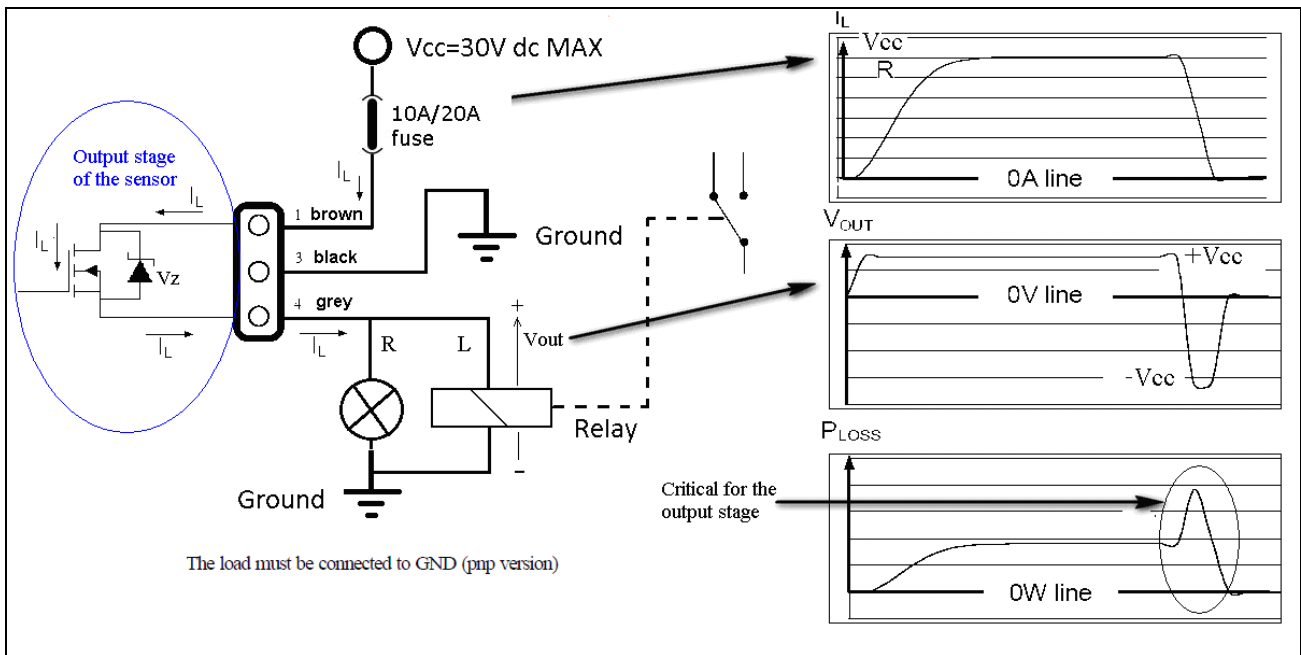 Vcc=30V dc MAX
10A/20A
fuse
Output stage
of the sensor
IL
IL
IL
1 brown
3 black
4 grey
Vz
IL
IL
Ground
R
L
+
Vout
−
Relay
Ground
The load must be connected to GND (pnp version)
IL
Vcc
R
0A line
VOUT
+Vcc
0V line
-Vcc
PLOSS
Critical for the
output stage
0W line